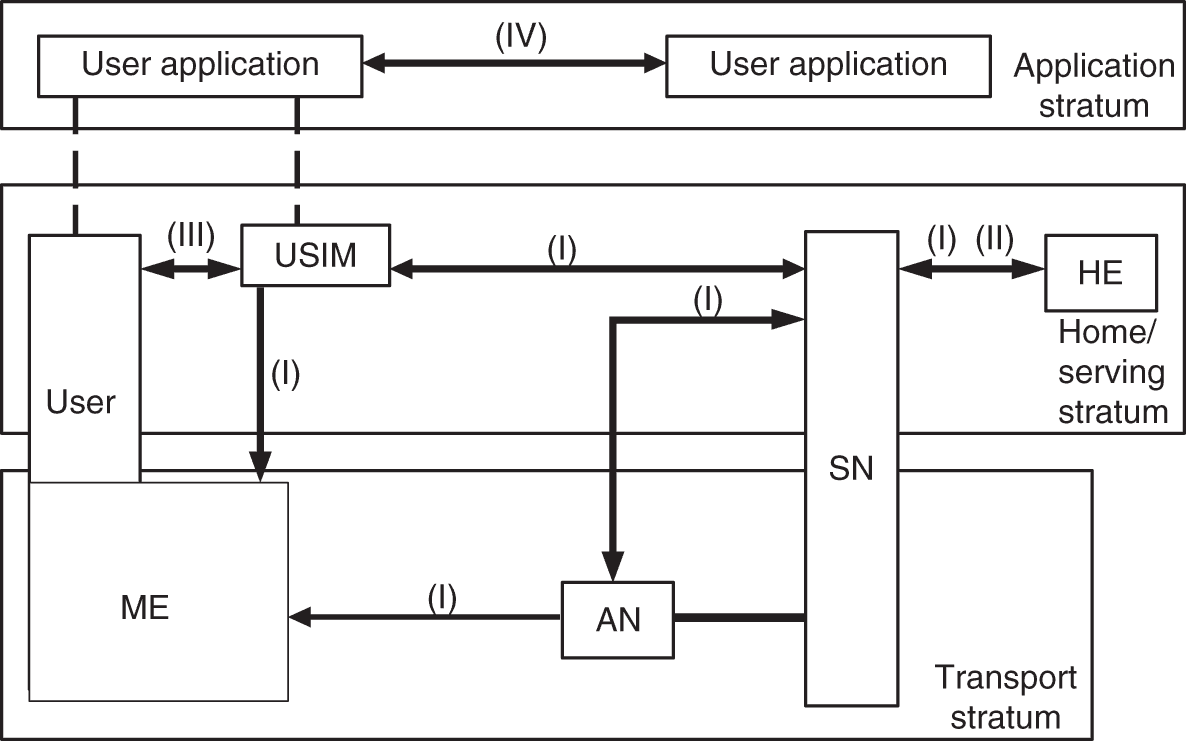 (IV)
User application
User application
Application
stratum
(III)
USIM
(I)
(I) (II)
HE
(I)
Home/
serving
stratum
(I)
User
SN
ME
(I)
AN
Transport
stratum